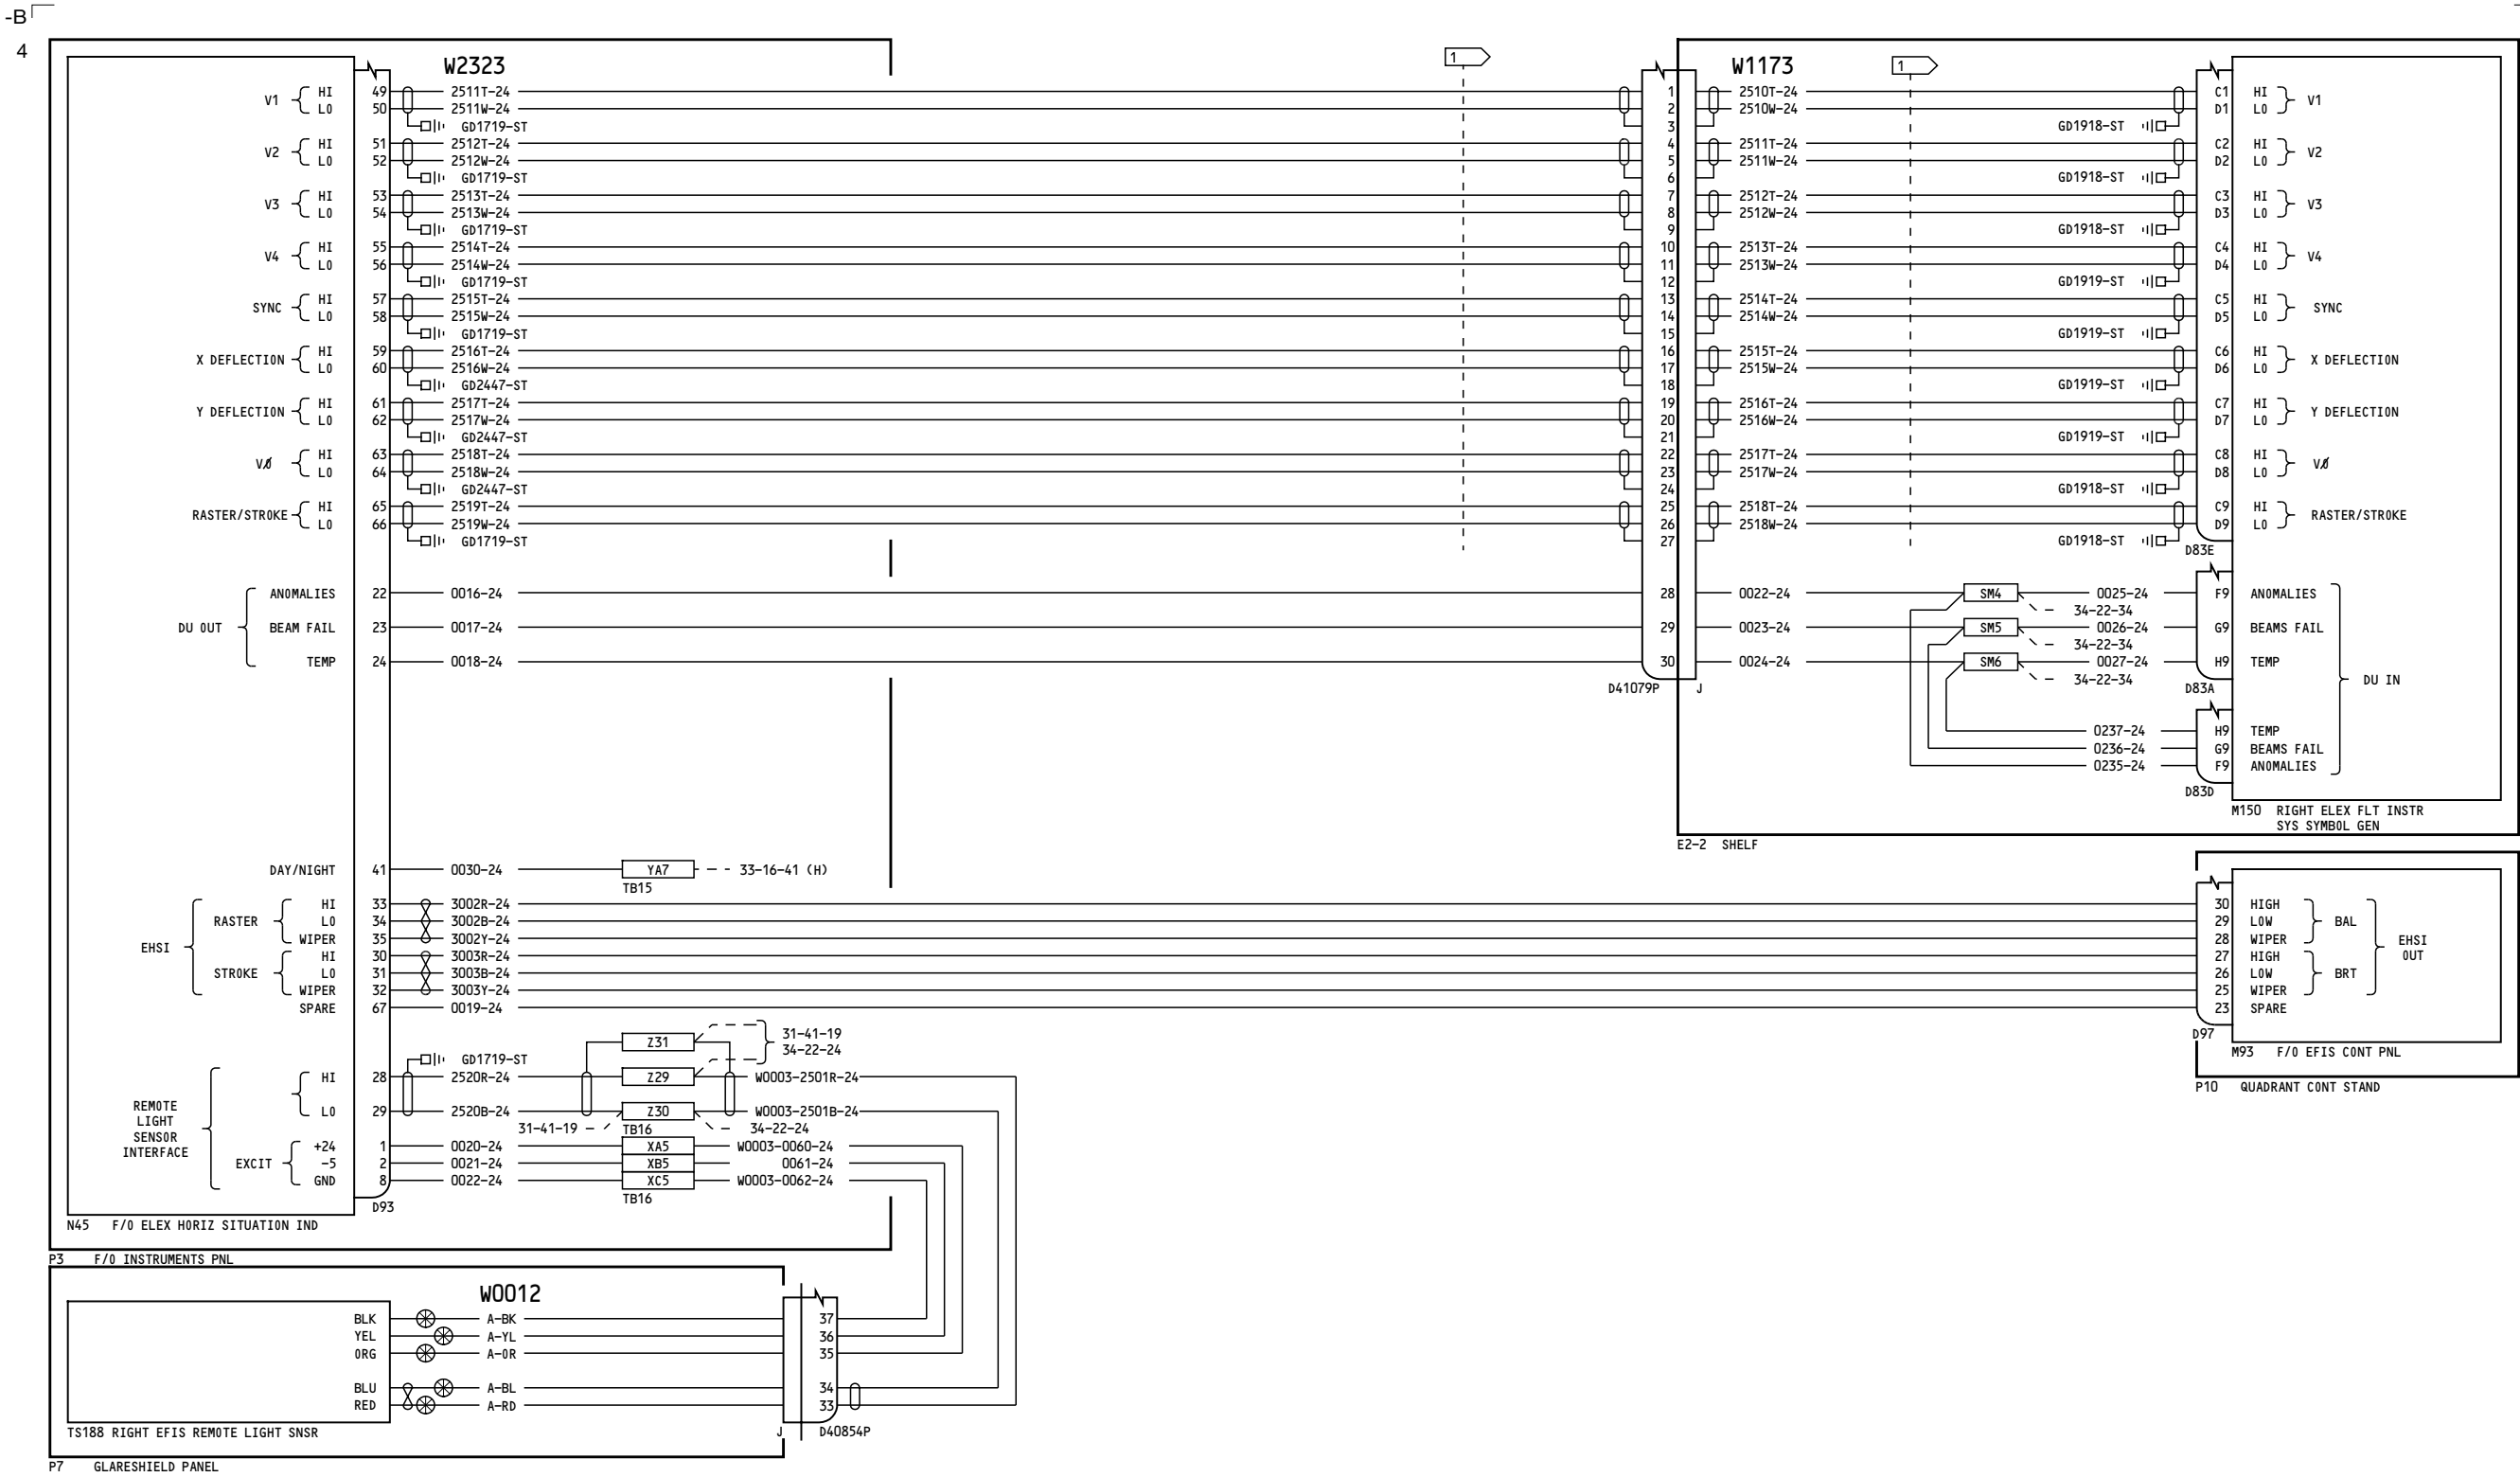 -B
4
W2323
1
W1173
1
V1 HI 49 2511T-24 1 2510T-24 C1 HI V1
LO 50 2511W-24 2 2510W-24 D1 LO
GD1719-ST 3 GD1918-ST
V2 HI 51 2512T-24 4 2511T-24 C2 HI V2
LO 52 2512W-24 5 2511W-24 D2 LO
GD1719-ST 6 GD1918-ST
V3 HI 53 2513T-24 7 2512T-24 C3 HI V3
LO 54 2513W-24 8 2512W-24 D3 LO
GD1719-ST 9 GD1918-ST
V4 HI 55 2514T-24 10 2513T-24 C4 HI V4
LO 56 2514W-24 11 2513W-24 D4 LO
GD1719-ST 12 GD1919-ST
SYNC HI 57 2515T-24 13 2514T-24 C5 HI SYNC
LO 58 2515W-24 14 2514W-24 D5 LO
GD1719-ST 15 GD1919-ST
X DEFLECTION HI 59 2516T-24 16 2515T-24 C6 HI X DEFLECTION
LO 60 2516W-24 17 2515W-24 D6 LO
GD2447-ST 18 GD1919-ST
Y DEFLECTION HI 61 2517T-24 19 2516T-24 C7 HI Y DEFLECTION
LO 62 2517W-24 20 2516W-24 D7 LO
GD2447-ST 21 GD1919-ST
VØ HI 63 2518T-24 22 2517T-24 C8 HI VØ
LO 64 2518W-24 23 2517W-24 D8 LO
GD2447-ST 24 GD1918-ST
RASTER/STROKE HI 65 2519T-24 25 2518T-24 C9 HI RASTER/STROKE
LO 66 2519W-24 26 2518W-24 D9 LO
GD1719-ST 27 GD1918-ST
D83E
ANOMALIES 22 0016-24 28 0022-24 SM4 0025-24 F9 ANOMALIES
34-22-34
DU OUT BEAM FAIL 23 0017-24 29 0023-24 SM5 0026-24 G9 BEAMS FAIL
34-22-34
TEMP 24 0018-24 30 0024-24 SM6 0027-24 H9 TEMP
34-22-34 DU IN
D41079P J D83A
0237-24 H9 TEMP
0236-24 G9 BEAMS FAIL
0235-24 F9 ANOMALIES
D83D
M150 RIGHT ELEX FLT INSTR
SYS SYMBOL GEN
E2-2 SHELF
DAY/NIGHT 41 0030-24 YA7 33-16-41 (H)
TB15
HI 33 3002R-24 30 HIGH
RASTER LO 34 3002B-24 29 LOW BAL
WIPER 35 3002Y-24 28 WIPER
EHSI EHSI
OUT
HI 30 3003R-24 27 HIGH
STROKE LO 31 3003B-24 26 LOW BRT
WIPER 32 3003Y-24 25 WIPER
SPARE 67 0019-24 23 SPARE
D97
M93 F/O EFIS CONT PNL
P10 QUADRANT CONT STAND
Z31 31-41-19
34-22-24
GD1719-ST
HI 28 2520R-24 Z29 W0003-2501R-24
LO 29 2520B-24 Z30 W0003-2501B-24
31-41-19 TB16 34-22-24
REMOTE
LIGHT
SENSOR
INTERFACE
+24 1 0020-24 XA5 W0003-0060-24
EXCIT -5 2 0021-24 XB5 0061-24
GND 8 0022-24 XC5 W0003-0062-24
TB16
D93
N45 F/O ELEX HORIZ SITUATION IND
P3 F/O INSTRUMENTS PNL
W0012
BLK A-BK 37
YEL A-YL 36
ORG A-OR 35
BLU A-BL 34
RED A-RD 33
TS188 RIGHT EFIS REMOTE LIGHT SNSR
J D40854P
P7 GLARESHIELD PANEL